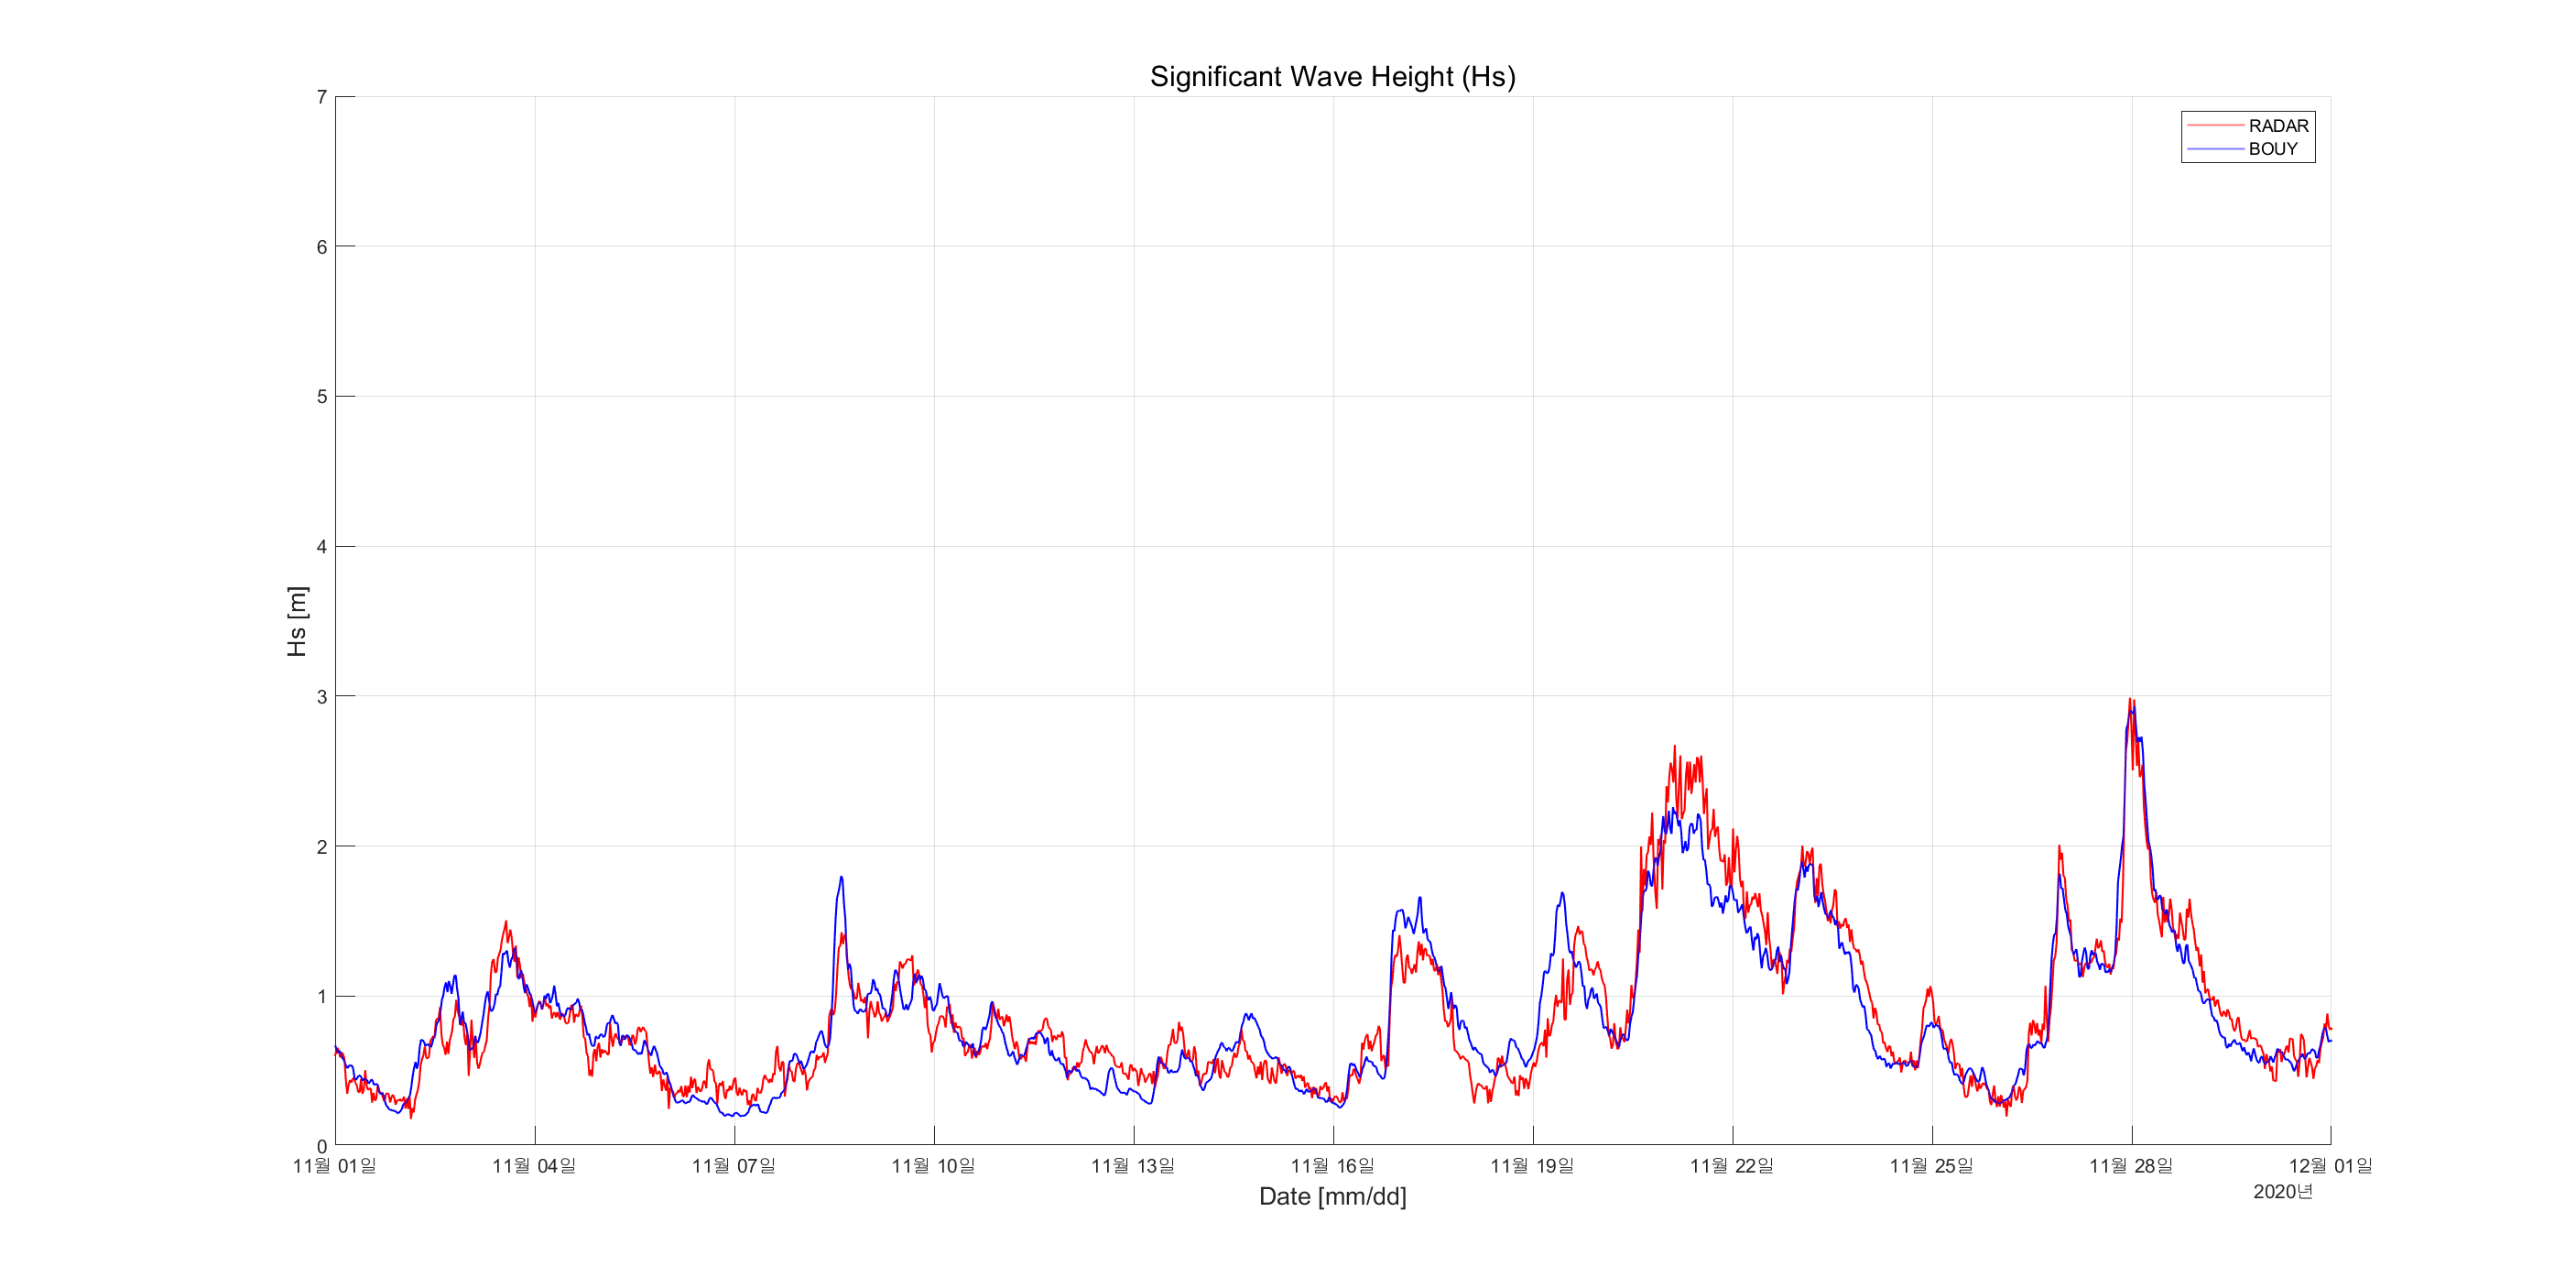 Significant Wave Height (Hs)
RADAR
BOUY
7
6
5
4
3
2
1
0
Hs [m]
11월 01일 11월 04일 11월 07일 11월 10일 11월 13일 11월 16일 11월 19일 11월 22일 11월 25일 11월 28일 12월 01일
2020년
Date [mm/dd]